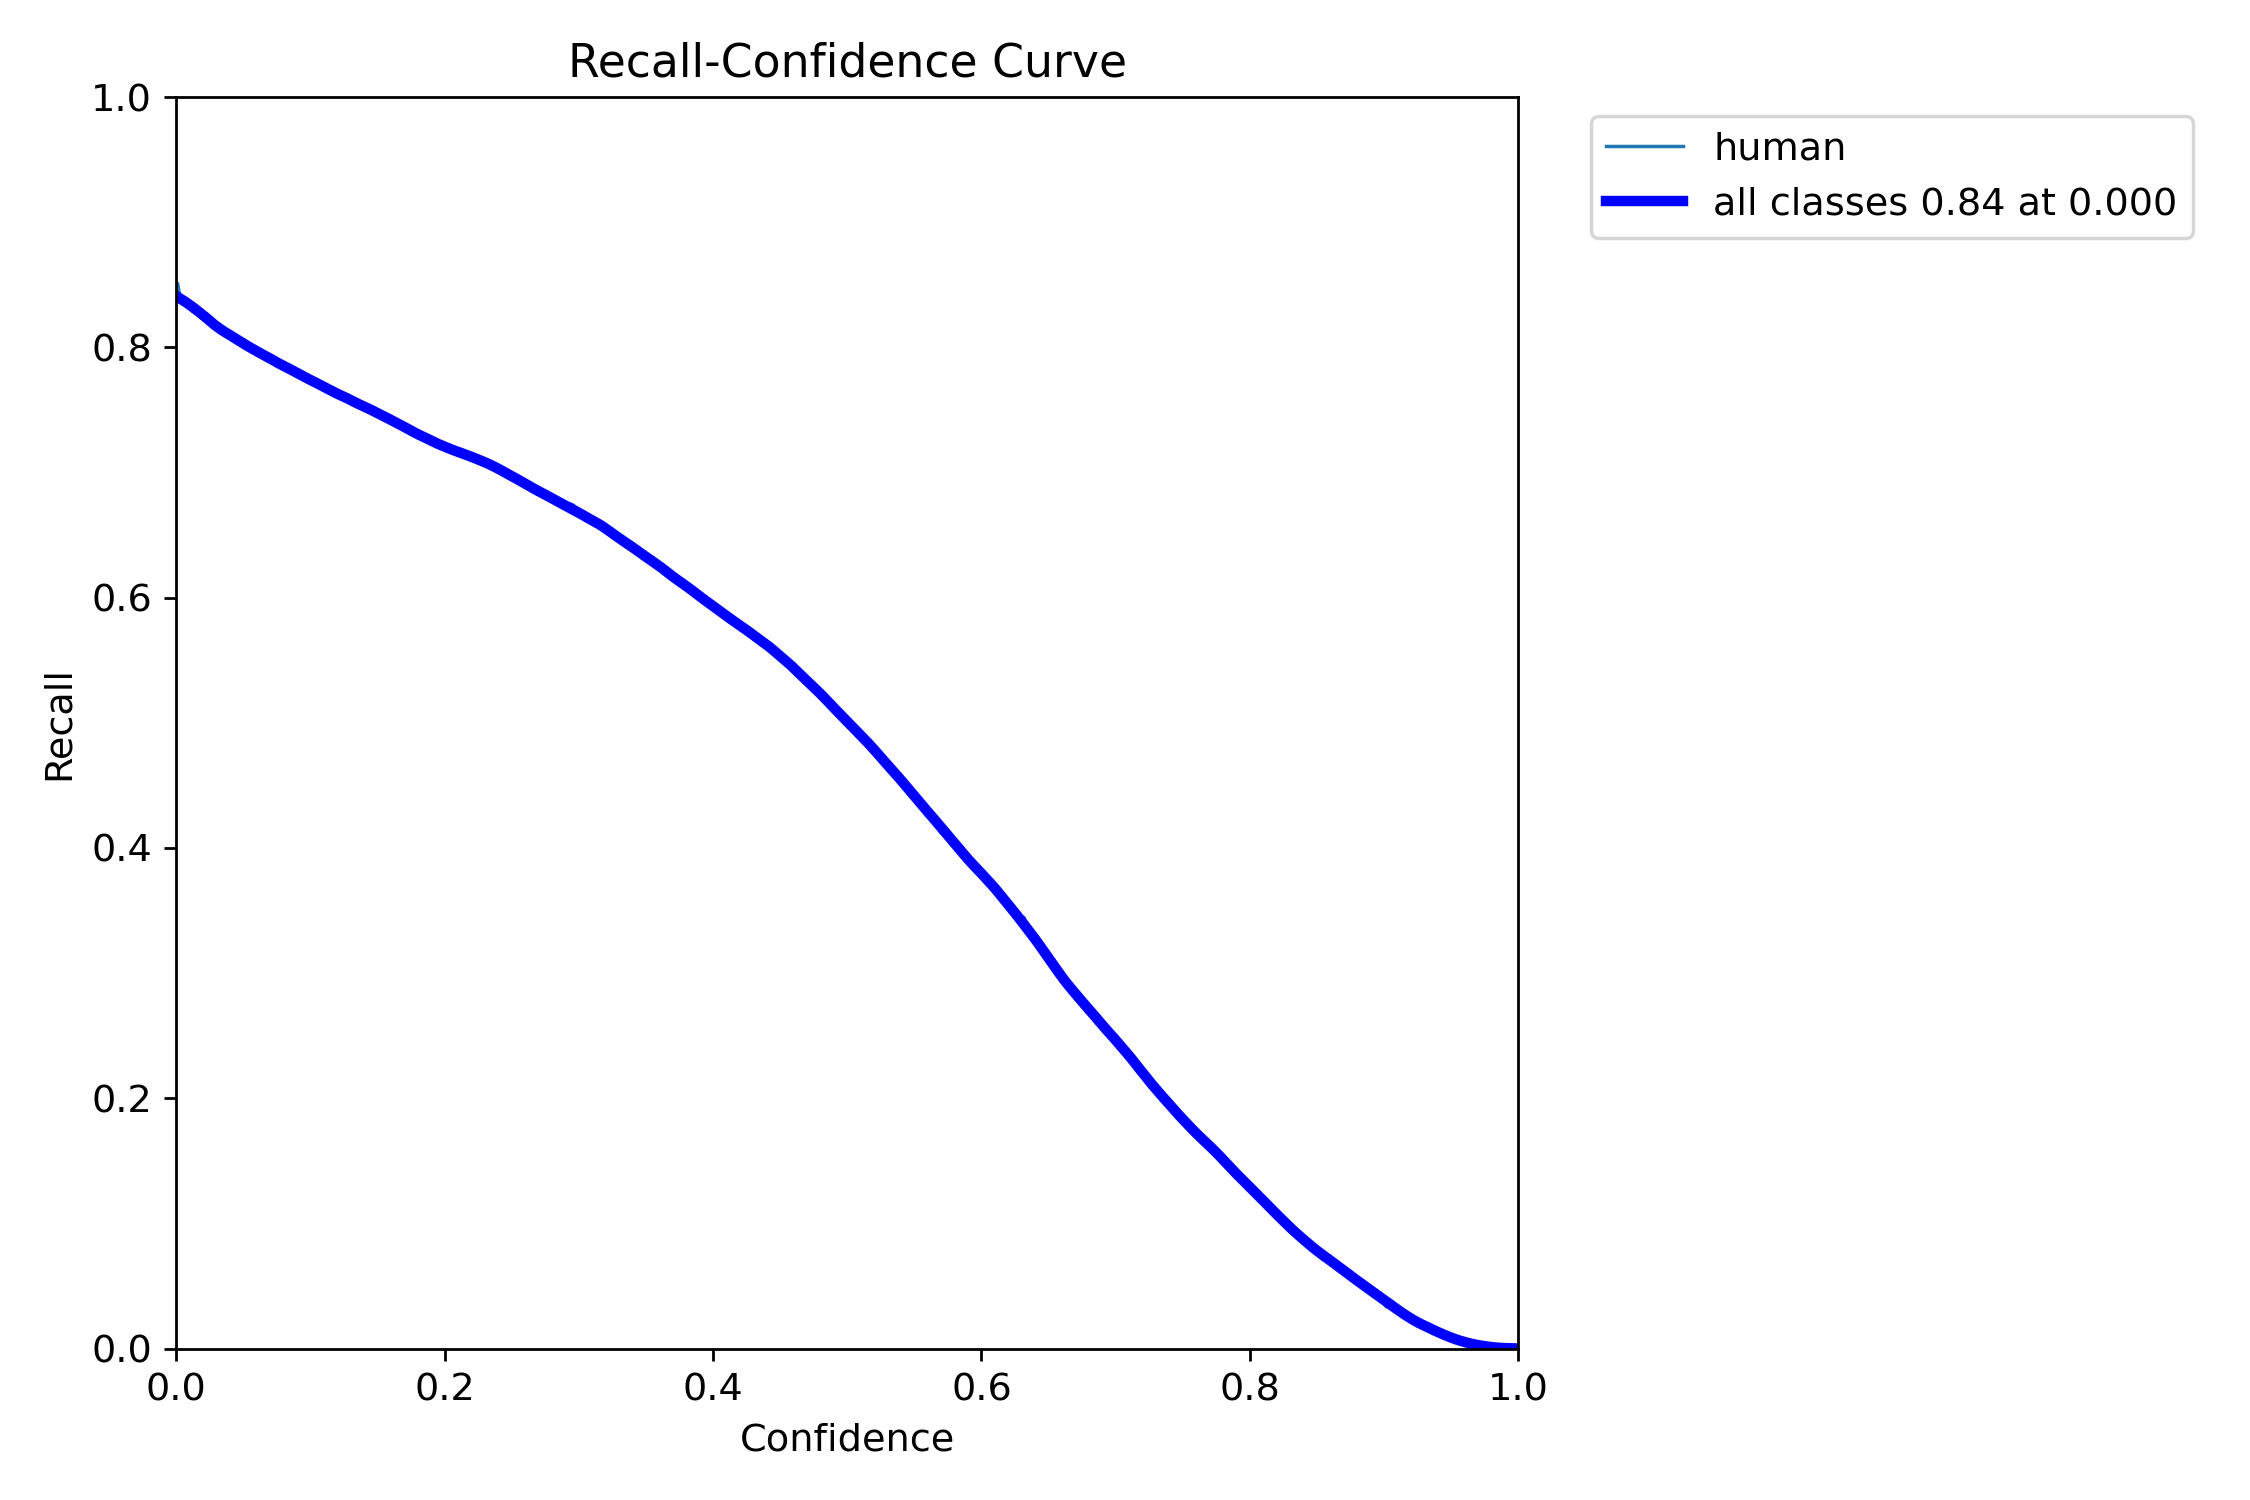 Recall-Confidence Curve
human
all classes 0.84 at 0.000
1.0
0.8
0.6
0.4
0.2
0.0
Recall
0.0 0.2 0.4 0.6 0.8 1.0
Confidence